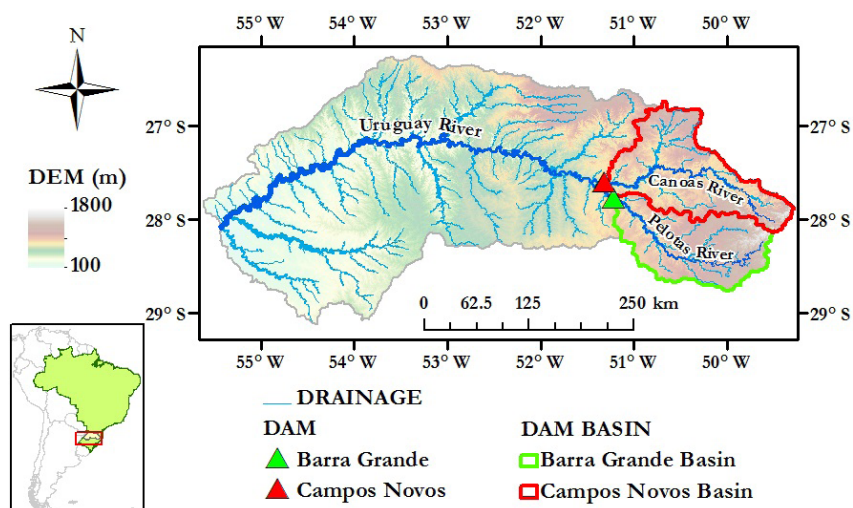 N
55° W 54° W 53° W 52° W 51° W 50° W
27° S
28° S
29° S
27° S
28° S
29° S
Uruguay River
Canoas River
Pelotas River
DEM (m)
1800
100
0 62.5 125 250 km
55° W 54° W 53° W 52° W 51° W 50° W
DRAINAGE
DAM
Barra Grande
Campos Novos
DAM BASIN
Barra Grande Basin
Campos Novos Basin